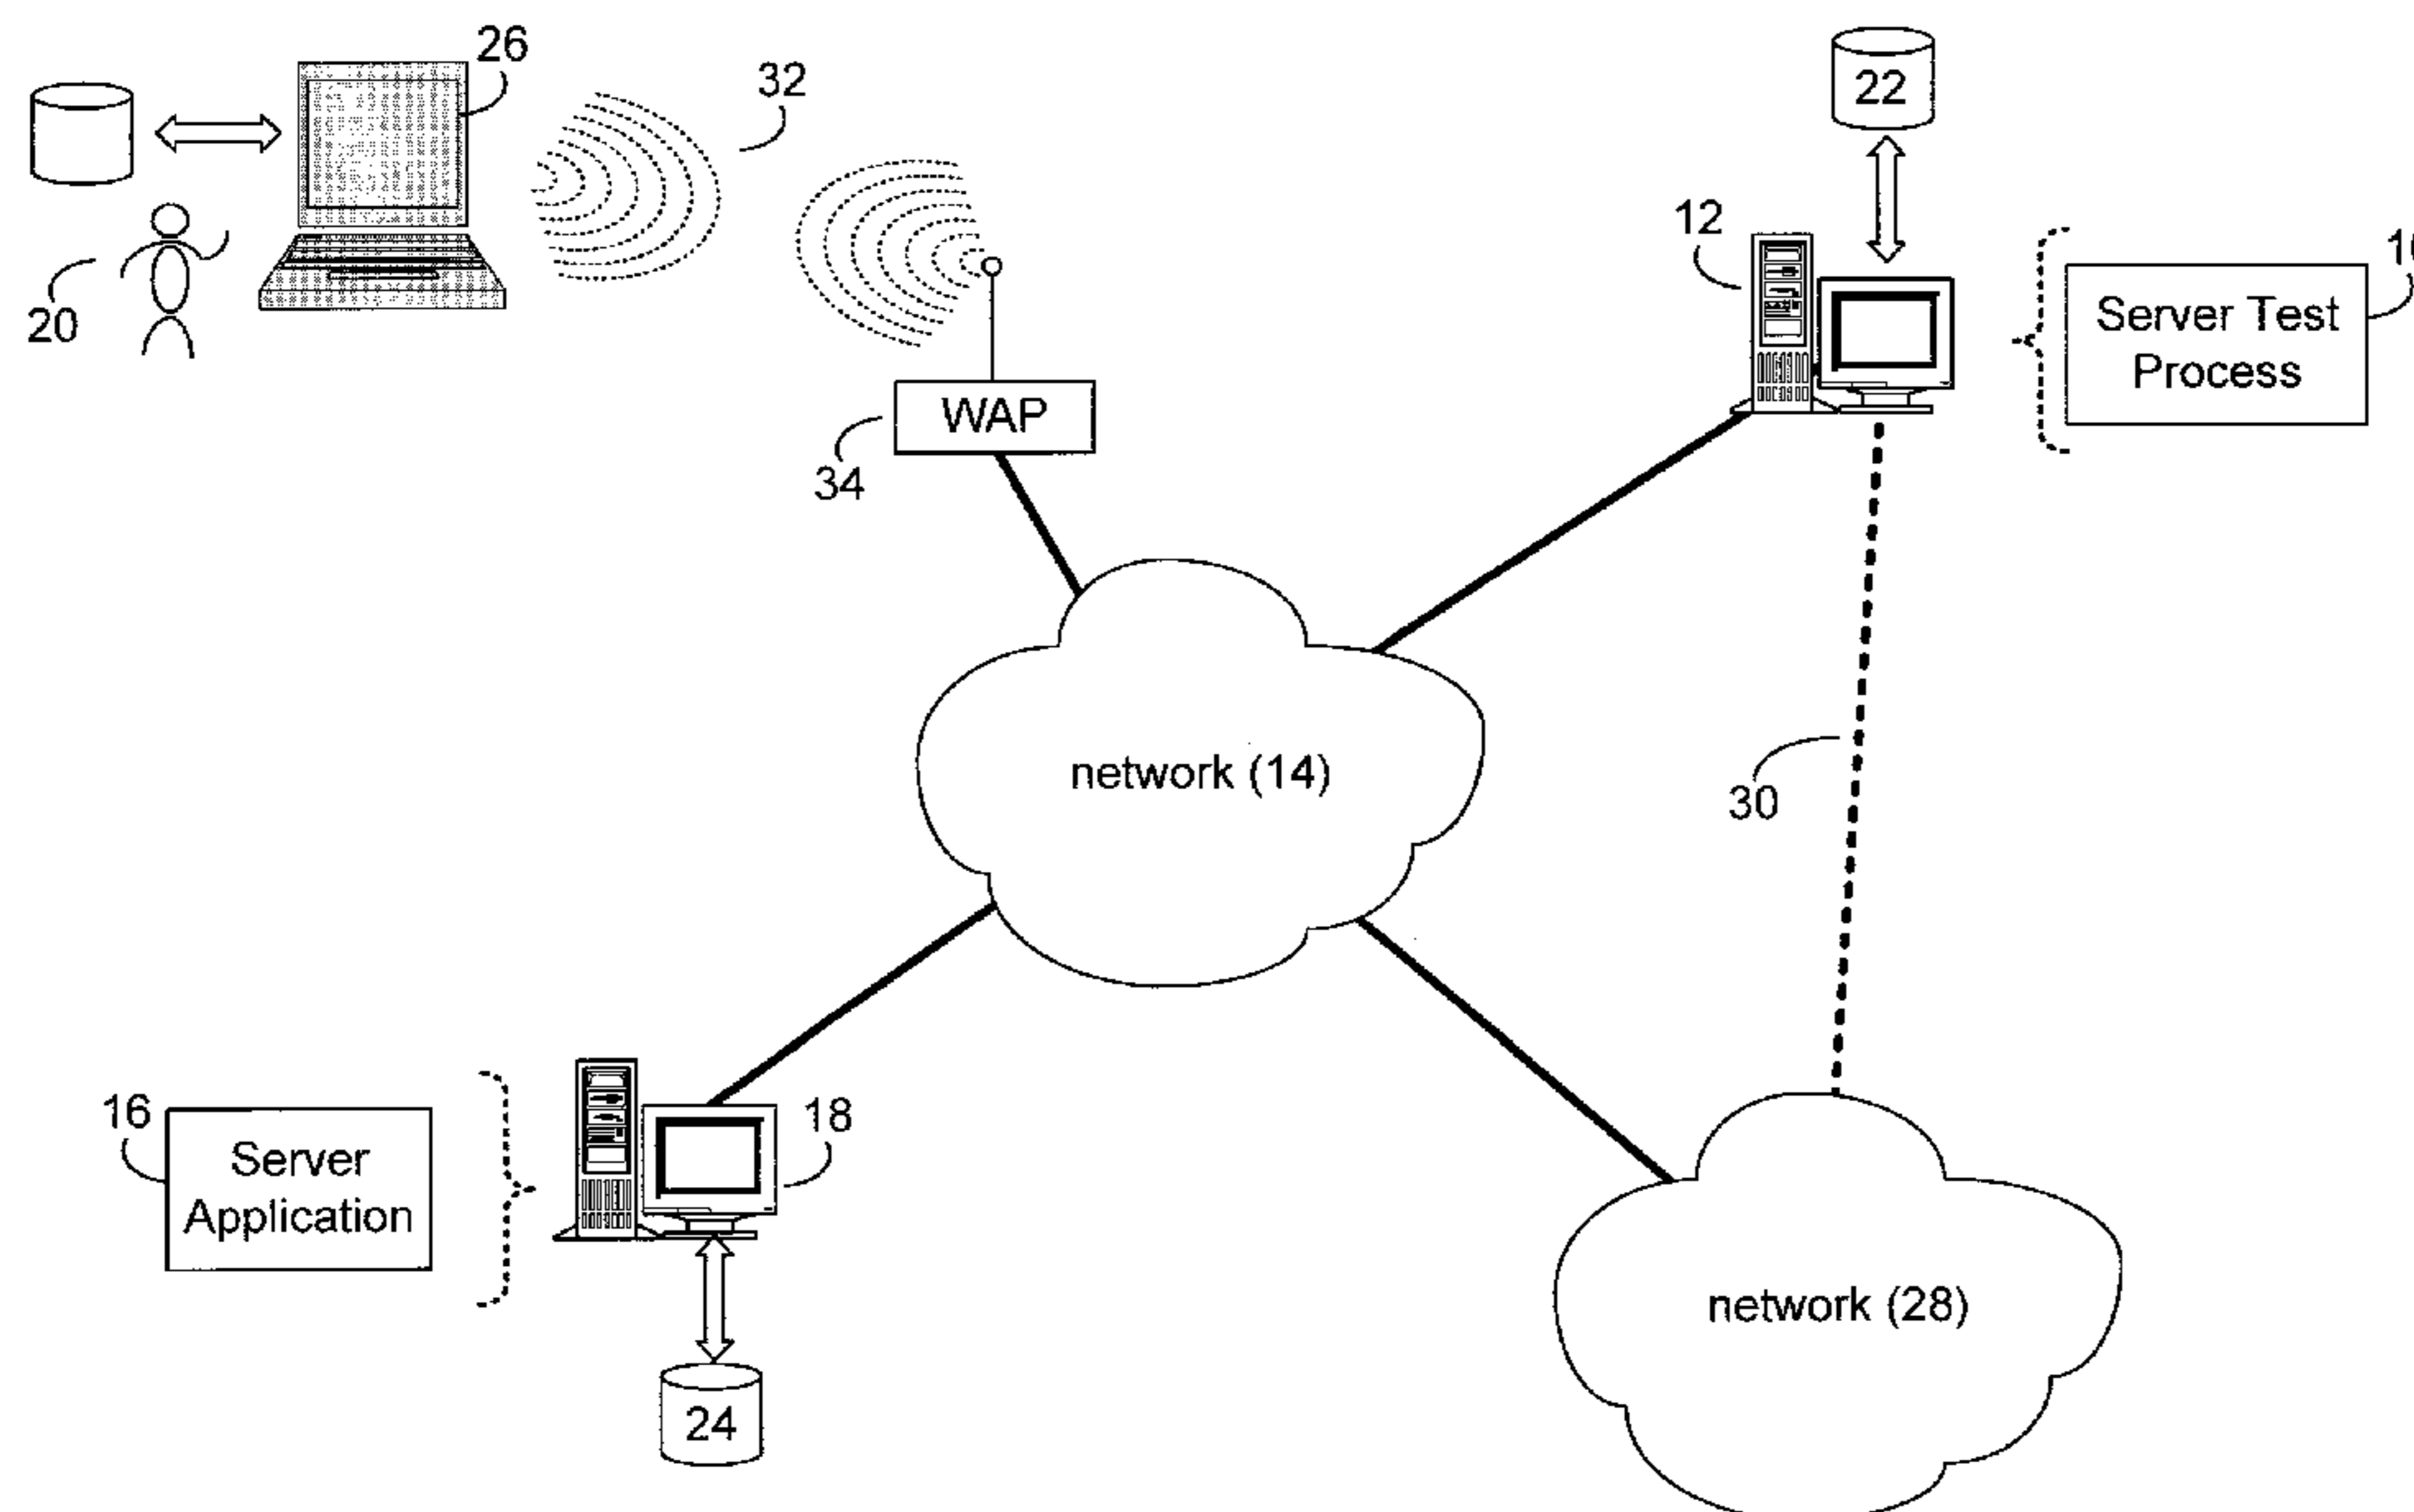 26
32
22
12
20
Server Test
Process
WAP
34
network (14)
30
16
Server
Application
18
24
network (28)